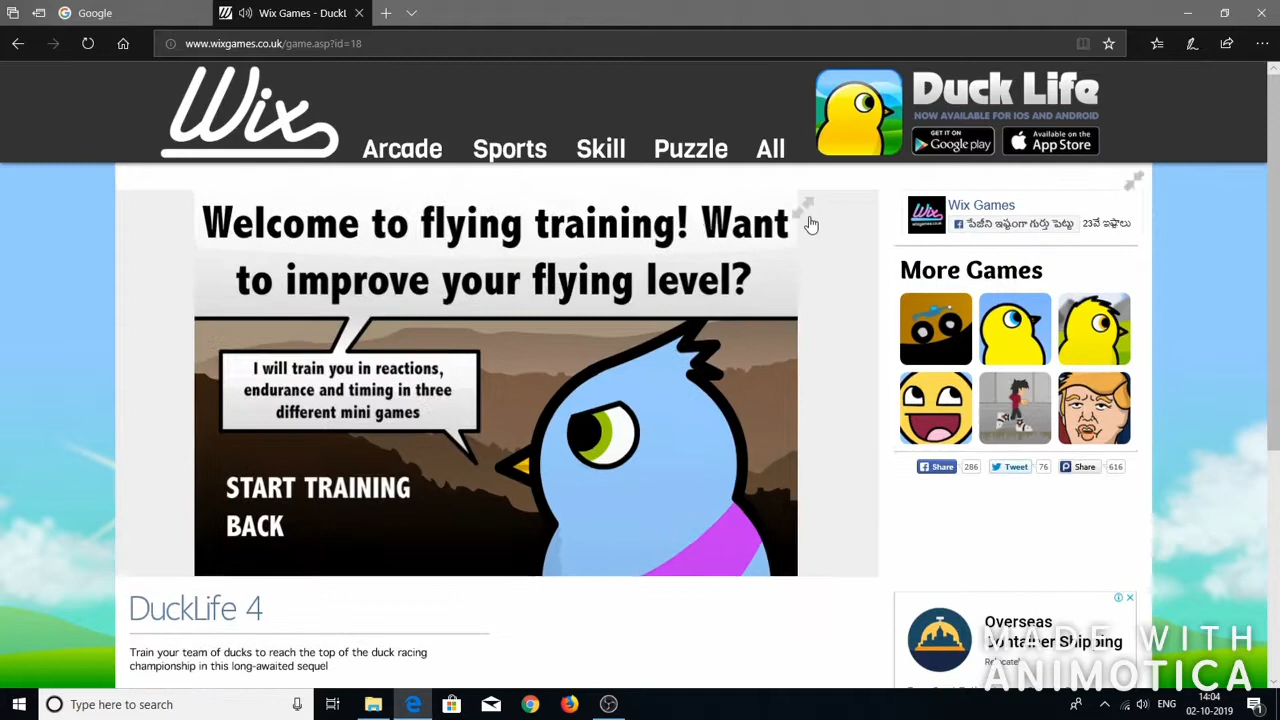 Google
Wix Games - DuckL
www.wixgames.co.uk/game.asp?id=18
Wix
Arcade
Sports
Skill
Puzzle
All
Duck Life
NOW AVAILABLE FOR IOS AND ANDROID
GET IT ON
Google play
Available on the
App Store
Welcome to flying training! Want
to improve your flying level?
I will train you in reactions,
endurance and timing in three
different mini games
START TRAINING
BACK
Wix Games
పేజీని ఇష్టంగా గుర్తు పెట్టు
23వే ఇష్టాలు
More Games
Share 286
Tweet 76
Share 616
DuckLife 4
Train your team of ducks to reach the top of the duck racing
championship in this long-awaited sequel
Overseas
Container Shipping
MADE WITH
ANIMOTICA
Type here to search
ENG
14:04
02-10-2019